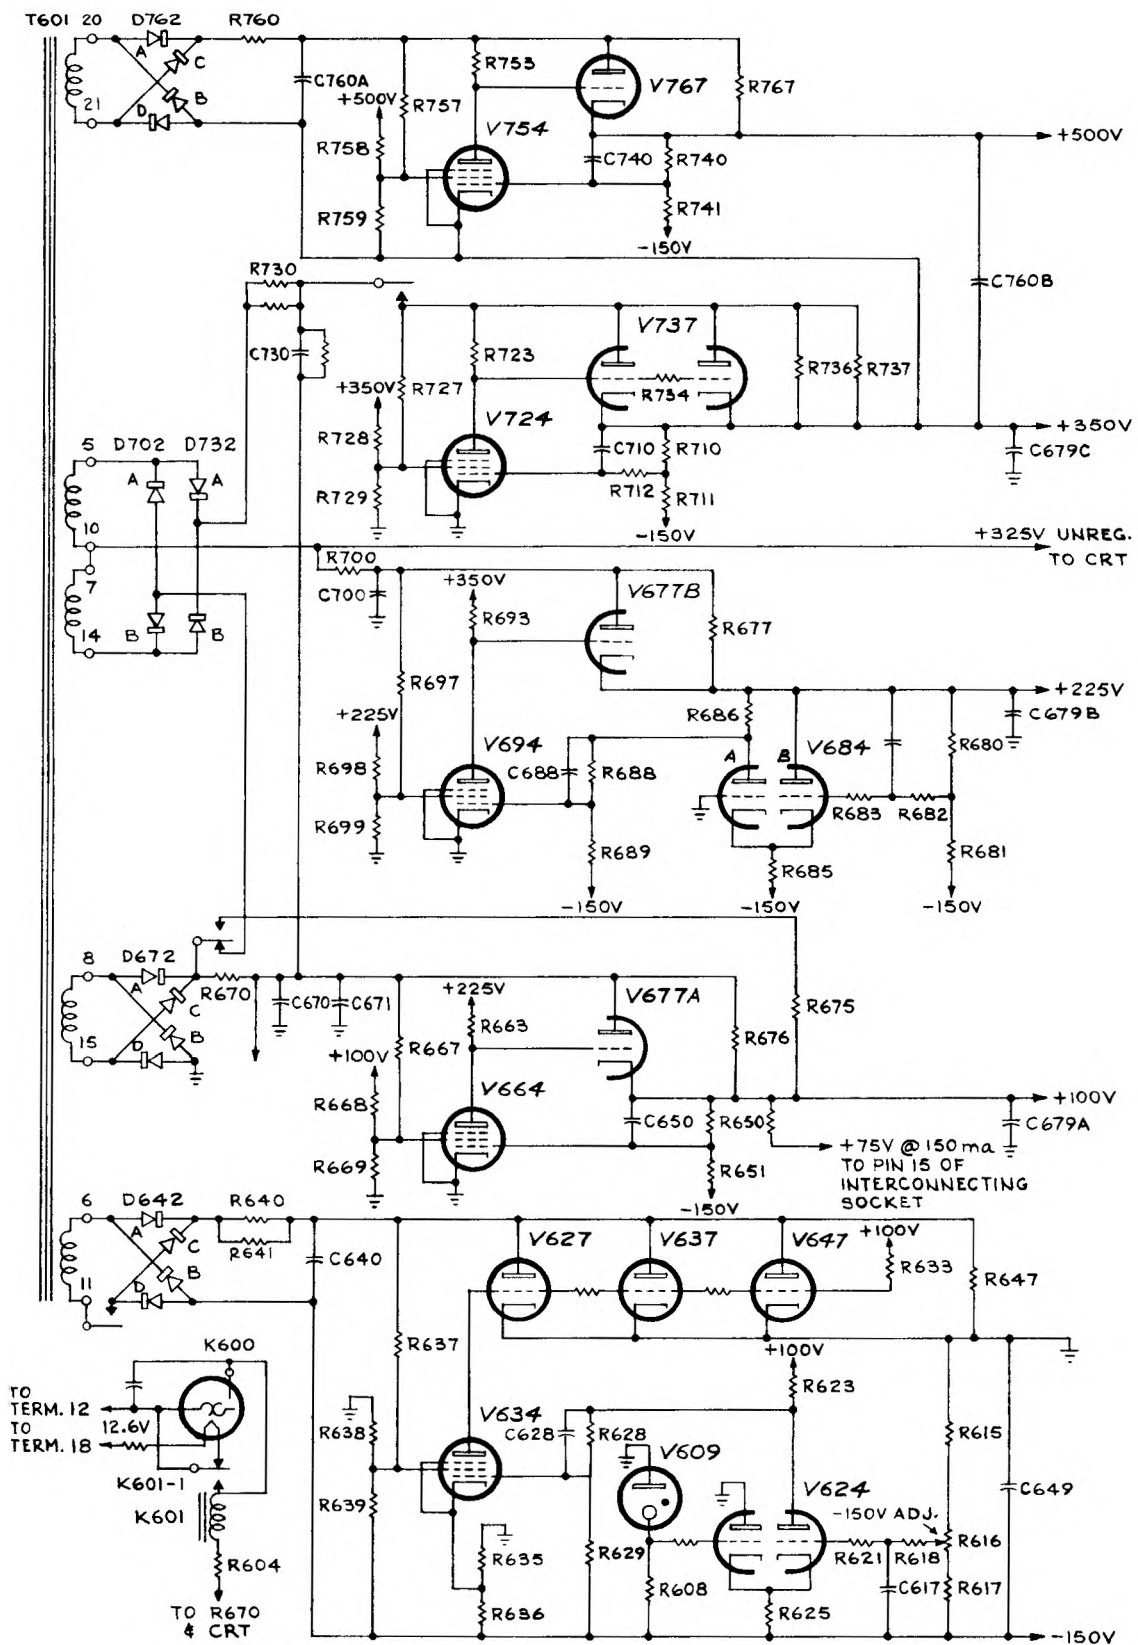 T601 20 D762 R760
A C
C760A
R753
V767
R767
21 D B
+500V
R757
V754
+500V
R758
C740
R740
R759
R741
-150V
R730
C760B
V737
C730
R723
R736
R737
+350V
R727
R734
V724
+350V
5 D702 D732
R728
C710
R710
C679C
A A
R712
R729
R711
-150V
10
+325V UNREG.
TO CRT
R700
7
C700
+350V
V677B
R693
R677
14 B B
R697
+225V
+225V
R686
C679B
V694
A B
V684
R680
R698
C688
R688
R683
R682
R699
R689
R685
R681
-150V
-150V
-150V
8 D672
A
R670
C670
C671
+225V
V677A
R675
C
R663
R676
15 D B
+100V
R667
V664
+100V
R668
C650
R650
C679A
+75V @ 150 ma
TO PIN 15 OF
INTERCONNECTING
SOCKET
R669
R651
-150V
6 D642 R640
A C
R641
C640
V627
V637
V647
+100V
R633
R647
11 D B
K600
R637
+100V
TO
TERM. 12
R623
TO
TERM. 18
12.6V
V634
R638
C628
R628
V609
R615
K601-1
V624
C649
K601
R639
-150V ADJ.
R616
R604
R635
R629
R621
R618
R608
C617
R617
TO R670
& CRT
R636
R625
-150V